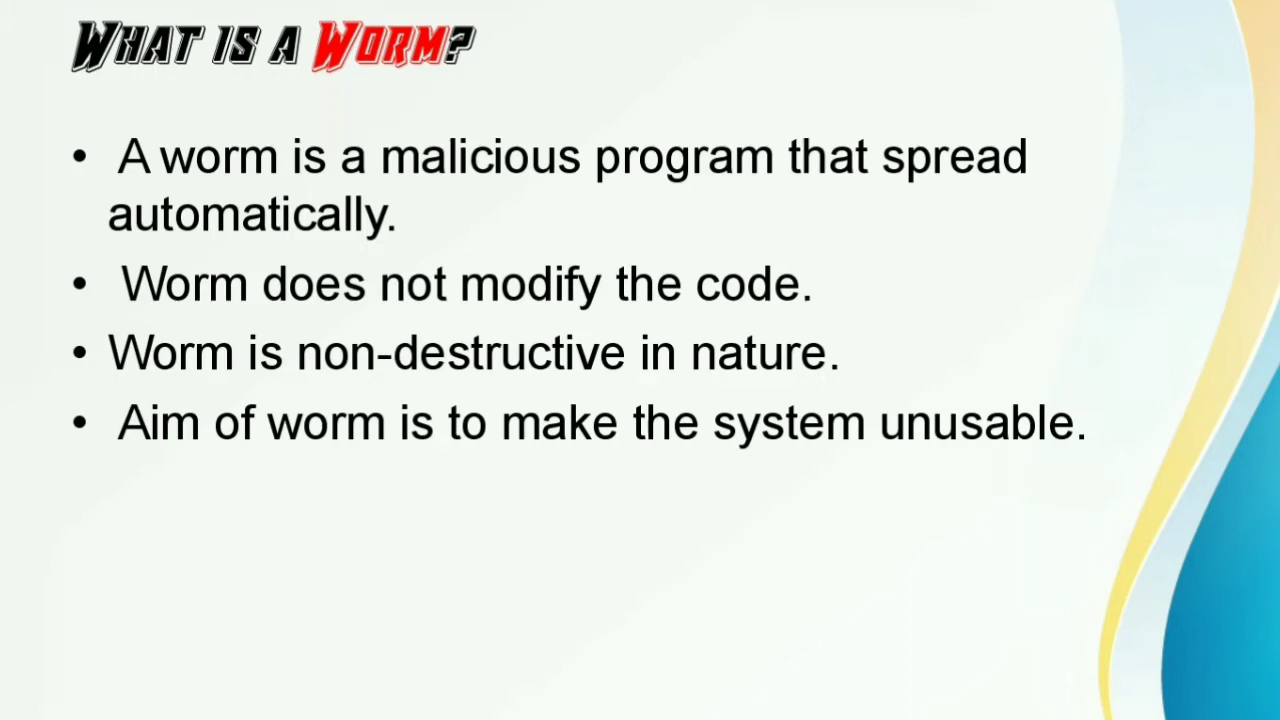 What is a Worm?
• A worm is a malicious program that spread
automatically.
• Worm does not modify the code.
• Worm is non-destructive in nature.
• Aim of worm is to make the system unusable.